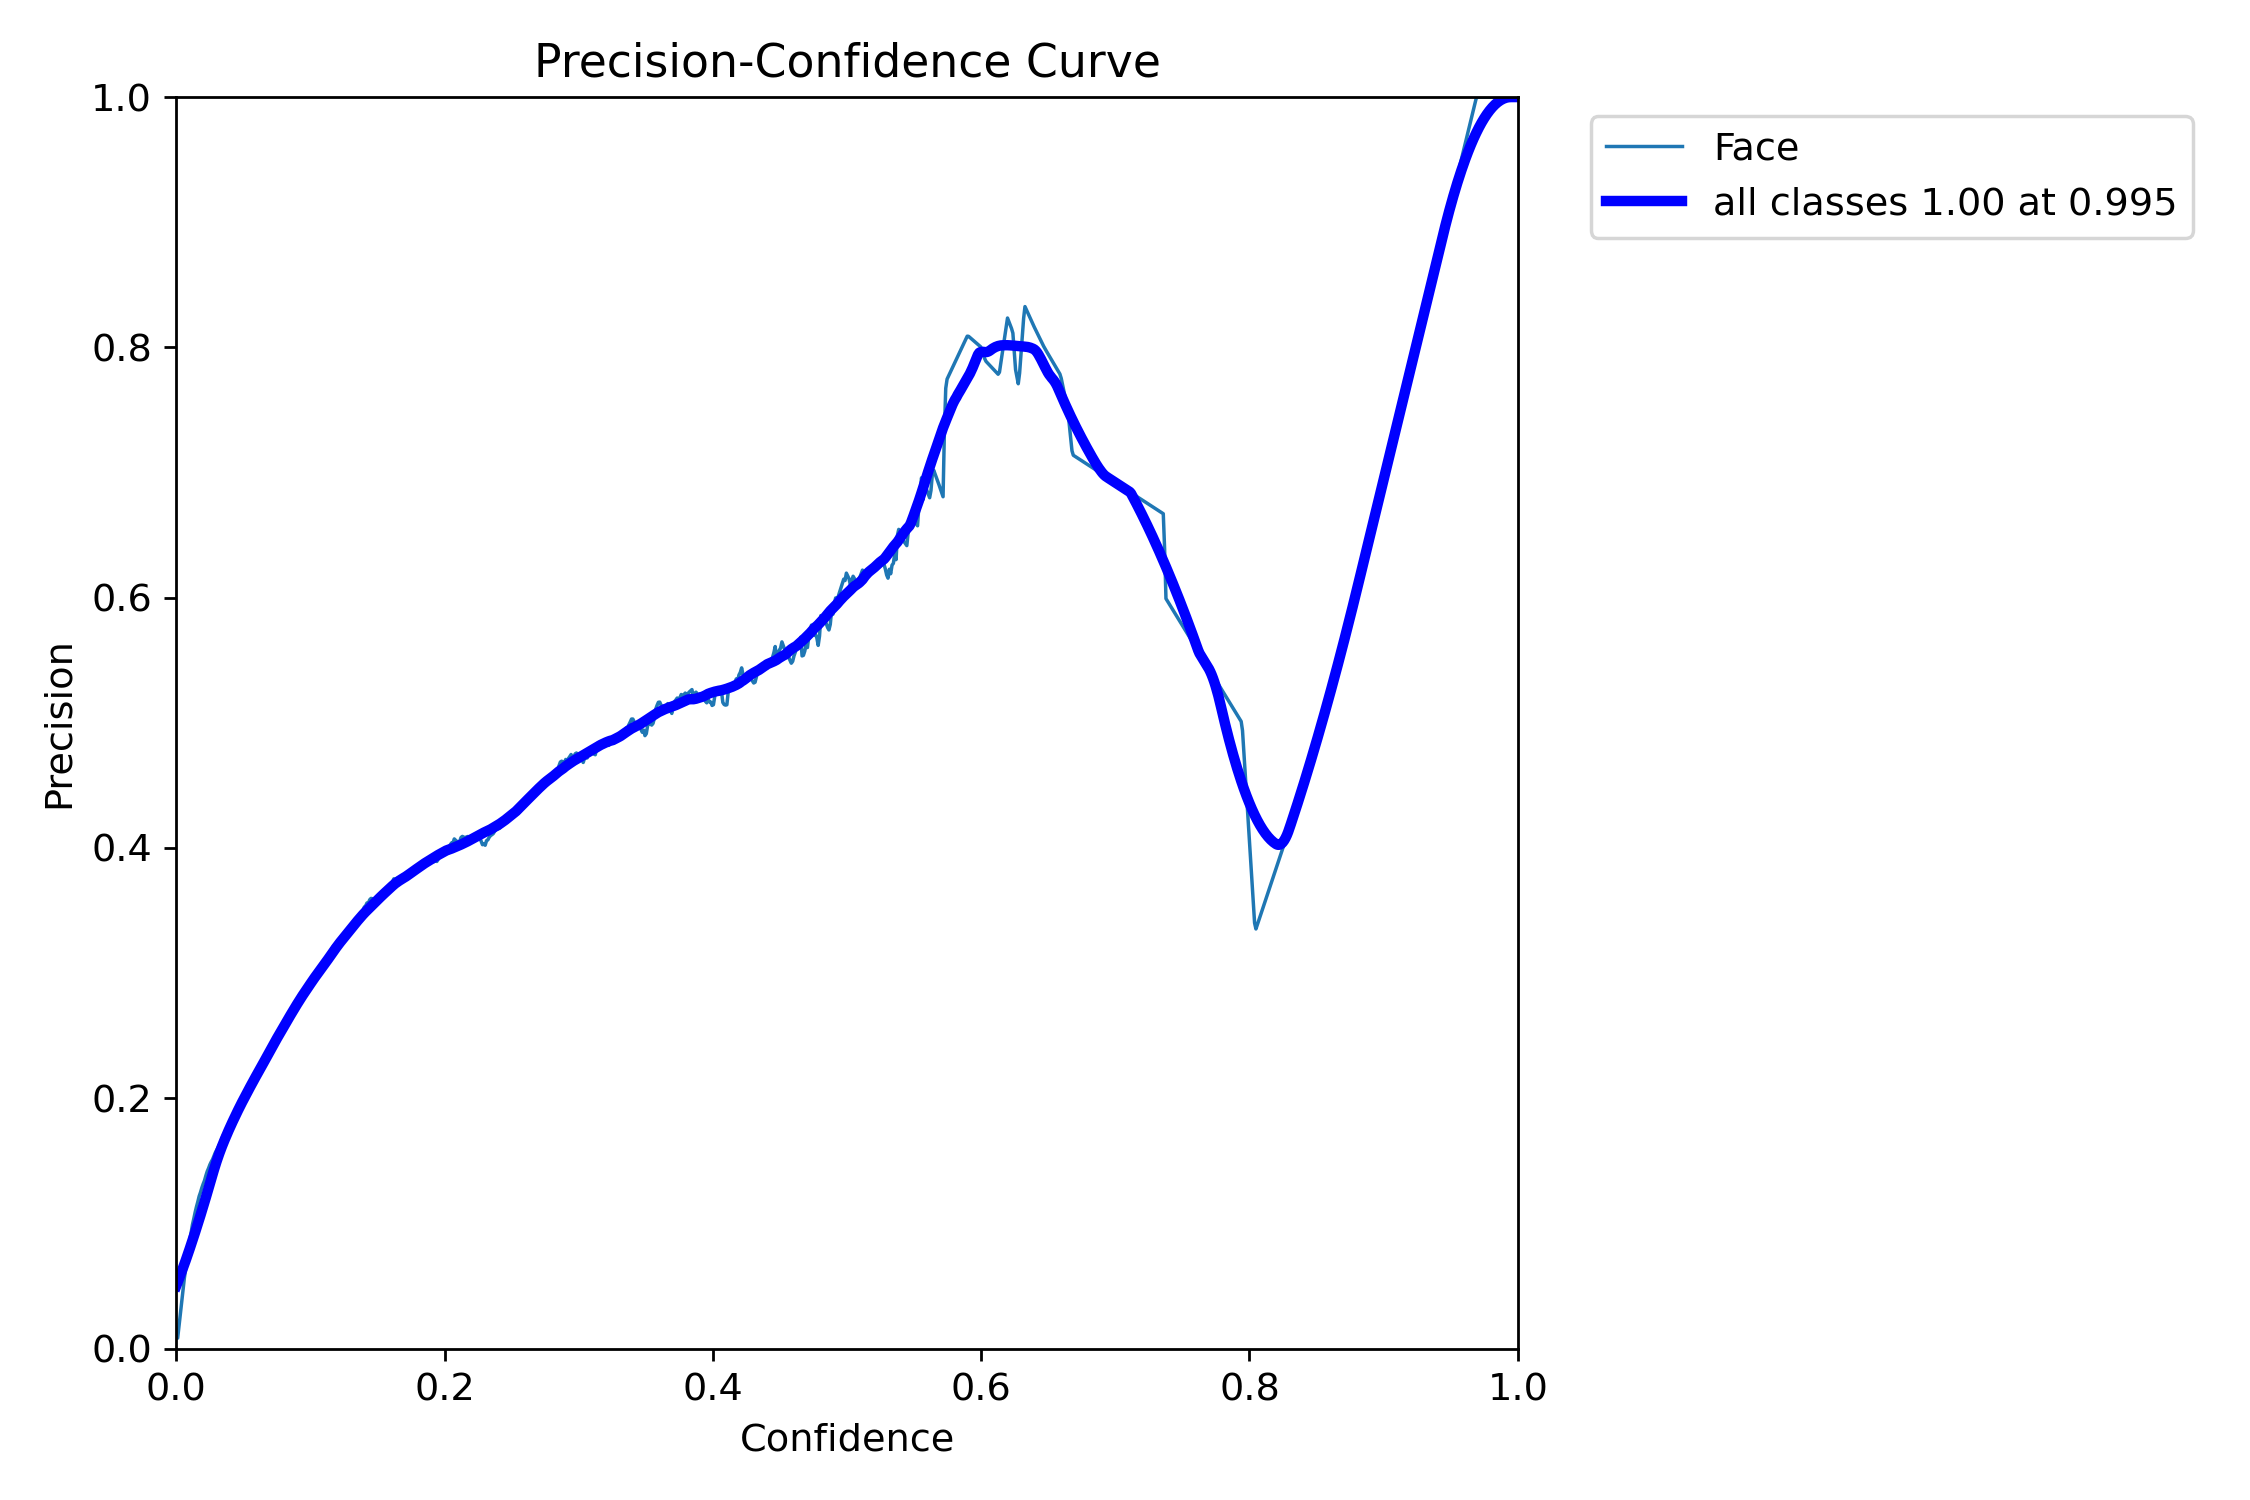 Precision-Confidence Curve
1.0
0.8
0.6
0.4
0.2
0.0
Precision
0.0 0.2 0.4 0.6 0.8 1.0
Confidence
Face
all classes 1.00 at 0.995